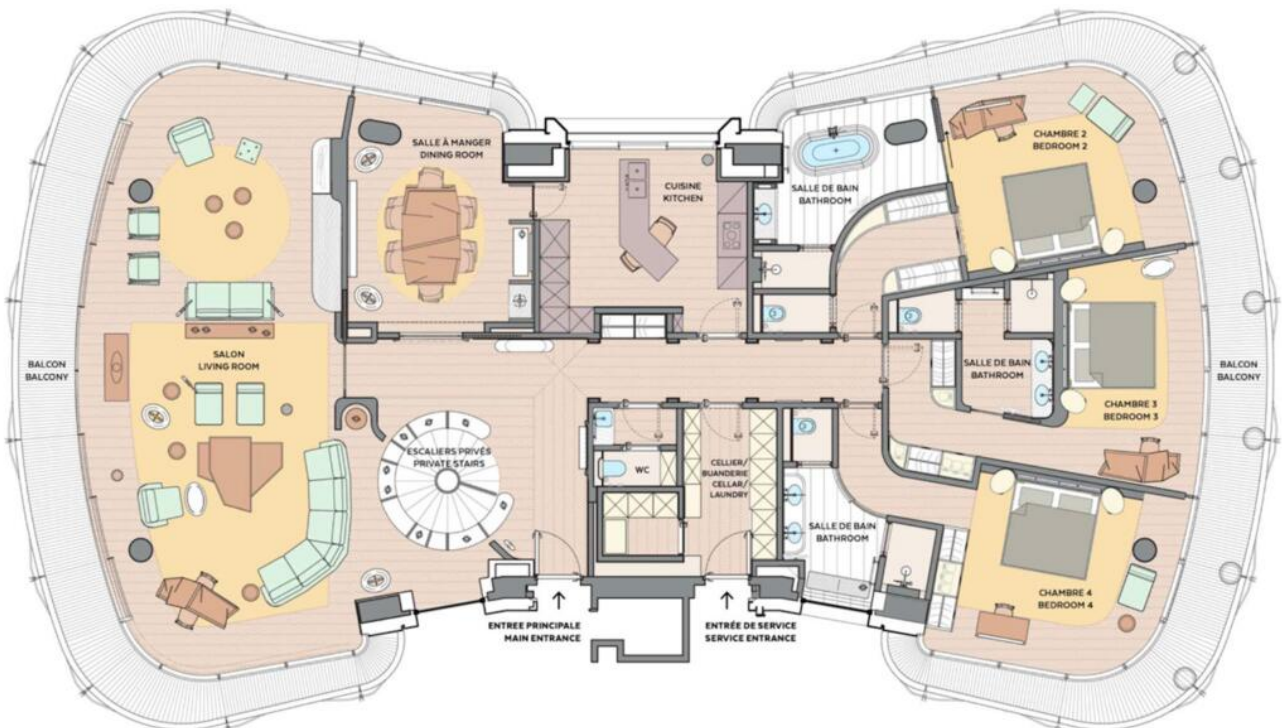 SALLE À MANGER
DINING ROOM
CUISINE
KITCHEN
SALLE DE BAIN
BATHROOM
CHAMBRE 2
BEDROOM 2
SALON
LIVING ROOM
BALCON
BALCONY
SALLE DE BAIN
BATHROOM
CHAMBRE 3
BEDROOM 3
BALCON
BALCONY
ESCALIERS PRIVÉS
PRIVATE STAIRS
WC
CELLIER/
BUANDERIE
CELLAR/
LAUNDRY
SALLE DE BAIN
BATHROOM
CHAMBRE 4
BEDROOM 4
ENTREE PRINCIPALE
MAIN ENTRANCE
ENTRÉE DE SERVICE
SERVICE ENTRANCE